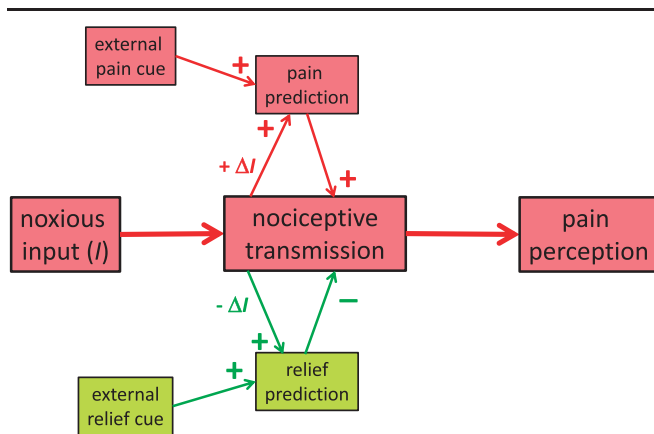 external
pain cue
+
pain
prediction
+
+ ΔI
+
noxious
input (I)
nociceptive
transmission
pain
perception
- ΔI
−
+
+
relief
prediction
external
relief cue